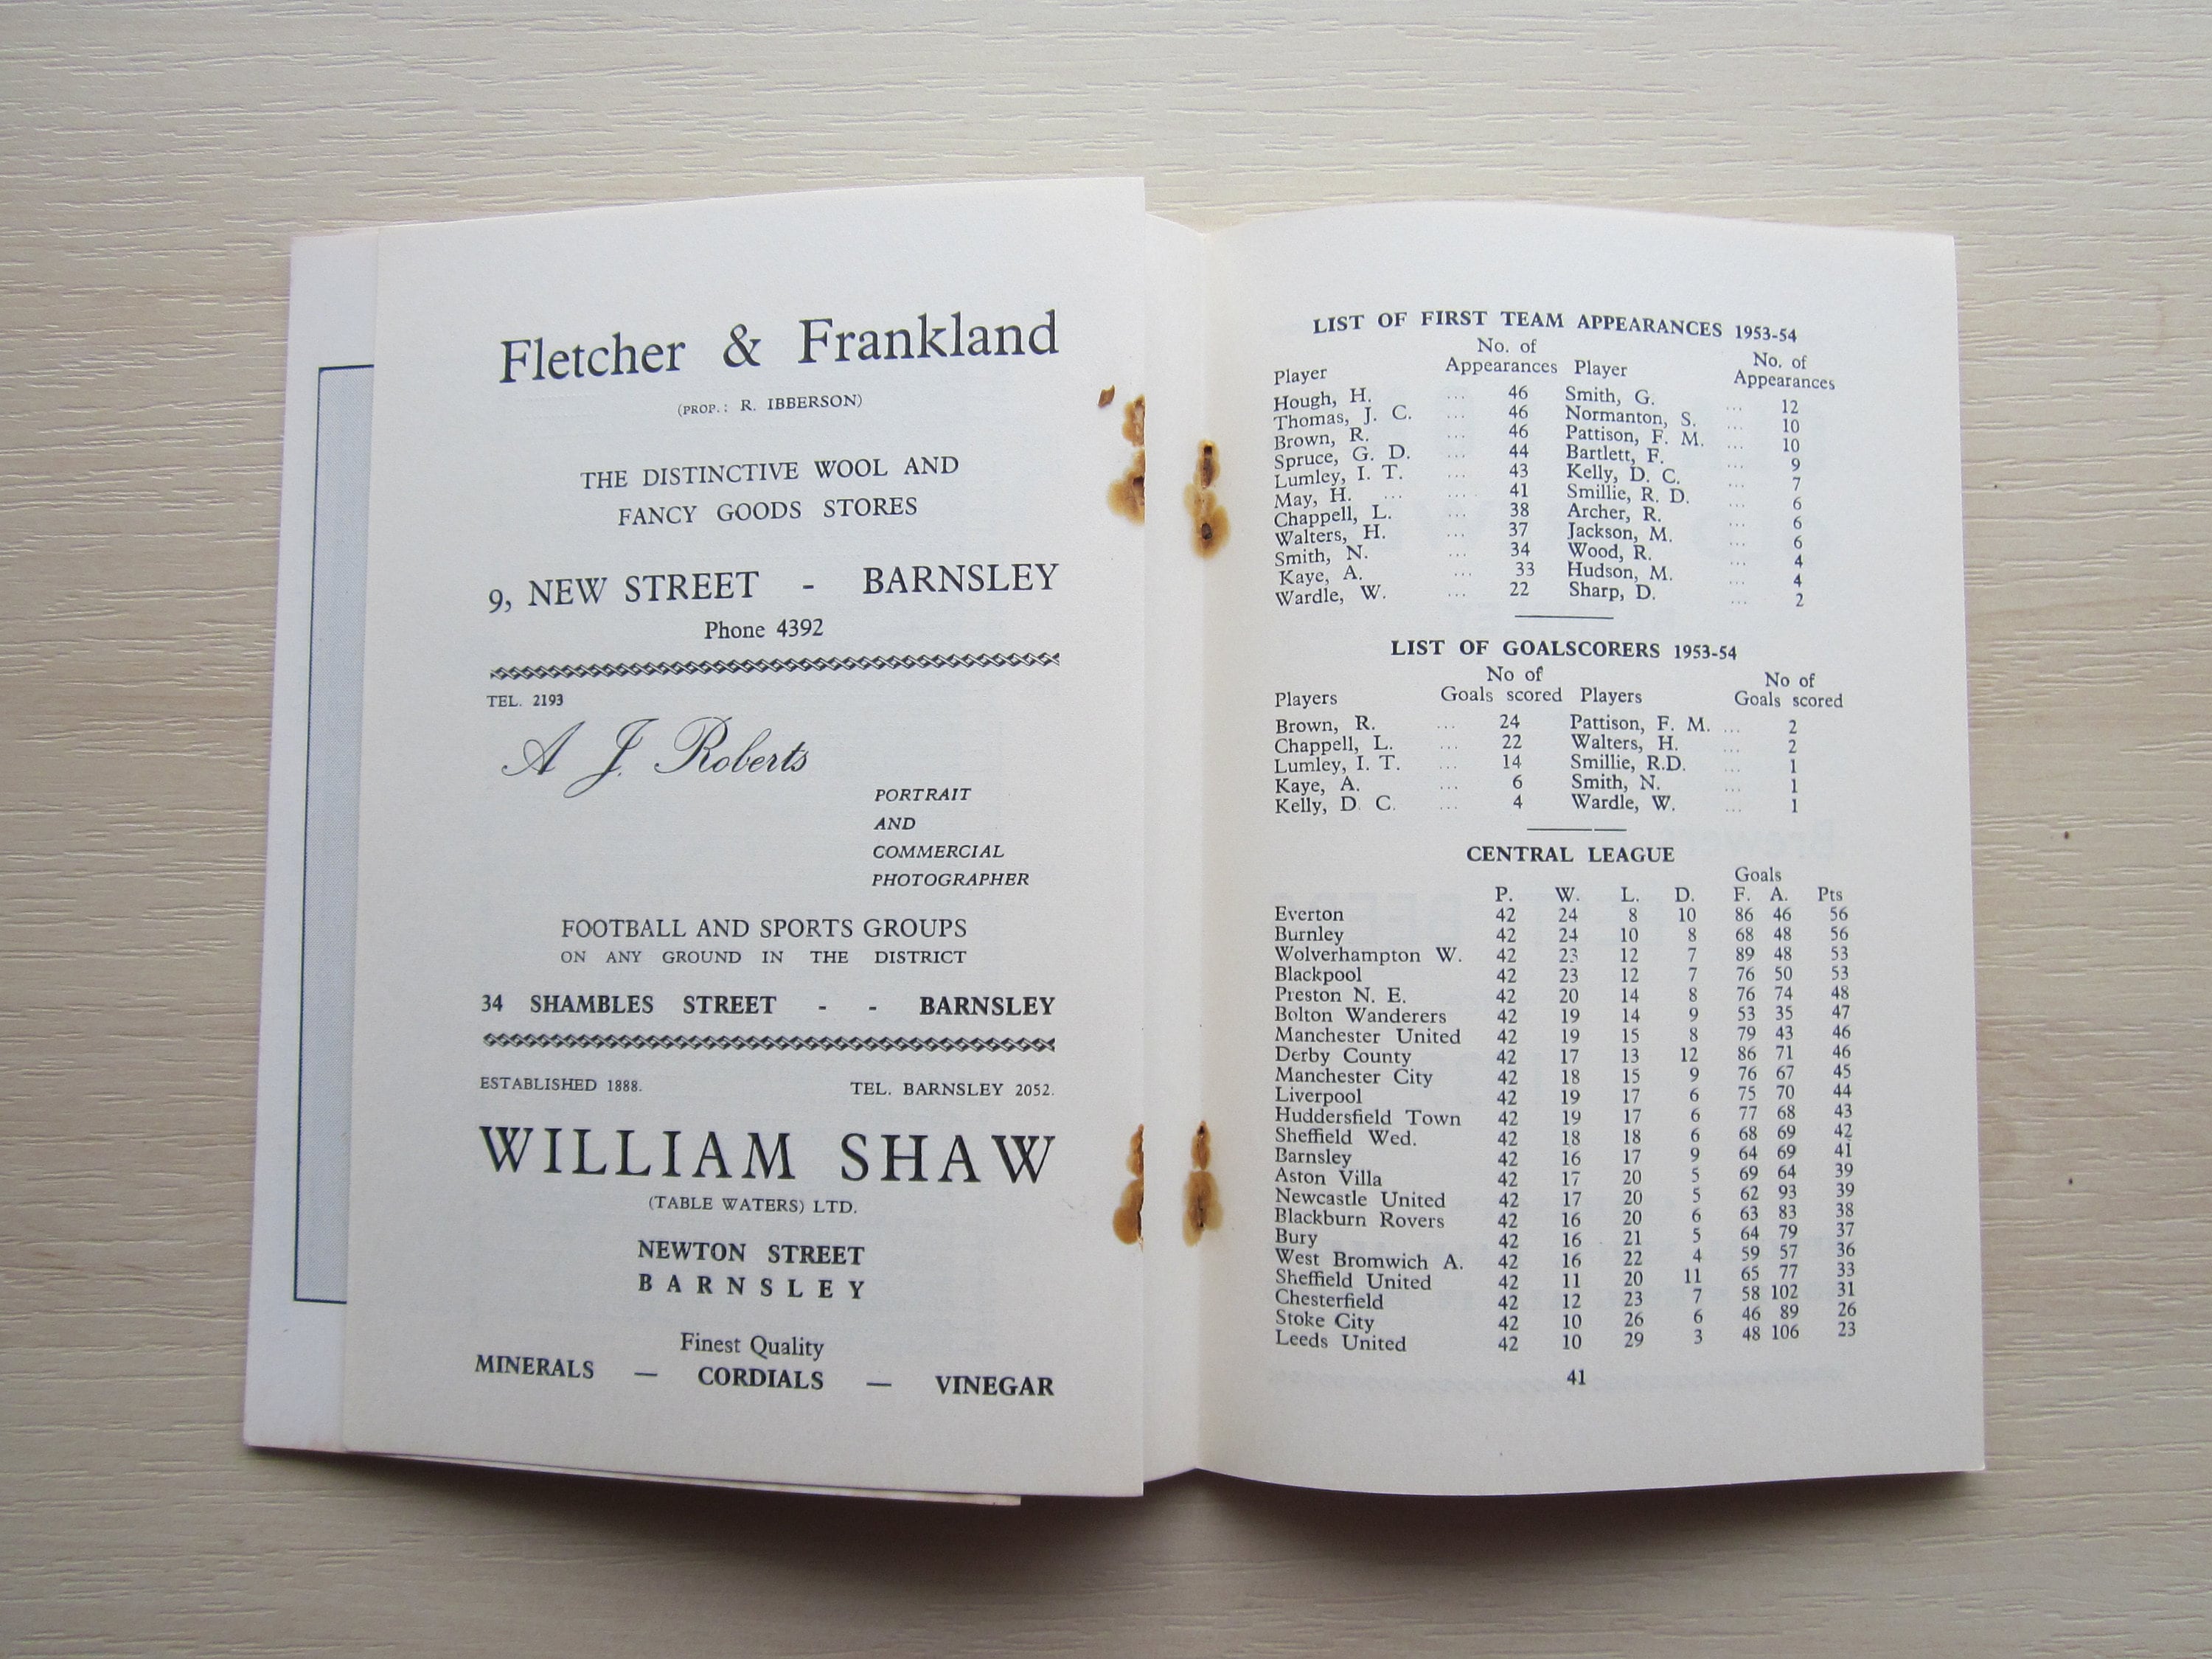 Fletcher & Frankland
(PROP.: R. IBBERSON)
THE DISTINCTIVE WOOL AND
FANCY GOODS STORES
9, NEW STREET - BARNSLEY
Phone 4392
TEL. 2193
A J. Roberts
PORTRAIT
AND
COMMERCIAL
PHOTOGRAPHER
FOOTBALL AND SPORTS GROUPS
ON ANY GROUND IN THE DISTRICT
34 SHAMBLES STREET - - BARNSLEY
ESTABLISHED 1888. TEL. BARNSLEY 2052.
WILLIAM SHAW
(TABLE WATERS) LTD.
NEWTON STREET
BARNSLEY
Finest Quality
MINERALS — CORDIALS — VINEGAR
LIST OF FIRST TEAM APPEARANCES 1953-54
No. of No. of
Player Appearances Player Appearances
Hough, H. ... 46 Smith, G. ... 12
Thomas, J. C. ... 46 Normanton, S. ... 10
Brown, R. ... 46 Pattison, F. M. ... 10
Spruce, G. D. ... 44 Bartlett, F. ... 9
Lumley, I. T. ... 43 Kelly, D. C. ... 7
May, H. ... ... 41 Smillie, R. D. ... 6
Chappell, L. ... 38 Archer, R. ... 6
Walters, H. ... 37 Jackson, M. ... 6
Smith, N. ... 34 Wood, R. ... 4
Kaye, A. ... 33 Hudson, M. ... 4
Wardle, W. ... 22 Sharp, D. ... 2
LIST OF GOALSCORERS 1953-54
No of No of
Players Goals scored Players Goals scored
Brown, R. ... 24 Pattison, F. M. ... 2
Chappell, L. ... 22 Walters, H. ... 2
Lumley, I. T. ... 14 Smillie, R.D. ... 1
Kaye, A. ... 6 Smith, N. ... 1
Kelly, D. C. ... 4 Wardle, W. ... 1
CENTRAL LEAGUE
Goals
P. W. L. D. F. A. Pts
Everton 42 24 8 10 86 46 56
Burnley 42 24 10 8 68 48 56
Wolverhampton W. 42 23 12 7 89 48 53
Blackpool 42 23 12 7 76 50 53
Preston N. E. 42 20 14 8 76 74 48
Bolton Wanderers 42 19 14 9 53 35 47
Manchester United 42 19 15 8 79 43 46
Derby County 42 17 13 12 86 71 46
Manchester City 42 18 15 9 76 67 45
Liverpool 42 19 17 6 75 70 44
Huddersfield Town 42 19 17 6 77 68 43
Sheffield Wed. 42 18 18 6 68 69 42
Barnsley 42 16 17 9 64 69 41
Aston Villa 42 17 20 5 69 64 39
Newcastle United 42 17 20 5 62 93 39
Blackburn Rovers 42 16 20 6 63 83 38
Bury 42 16 21 5 64 79 37
West Bromwich A. 42 16 22 4 59 57 36
Sheffield United 42 11 20 11 65 77 33
Chesterfield 42 12 23 7 58 102 31
Stoke City 42 10 26 6 46 89 26
Leeds United 42 10 29 3 48 106 23
41